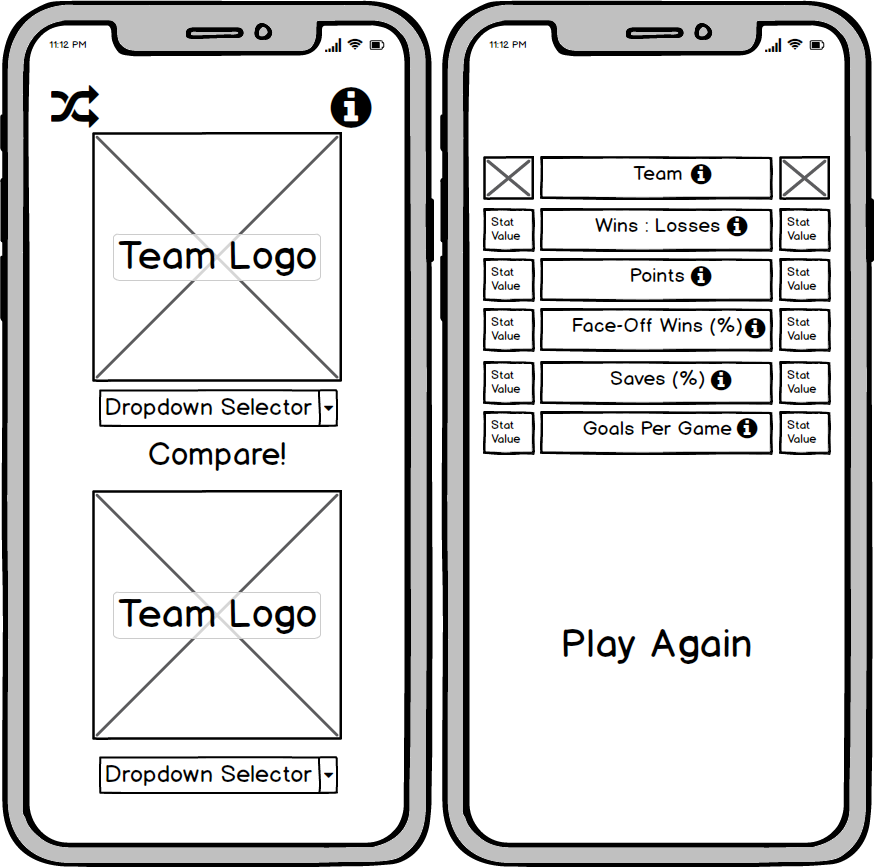 11:12 PM
Team Logo
Dropdown Selector
Compare!
Team Logo
Dropdown Selector
11:12 PM
Team
Stat
Value
Wins : Losses
Stat
Value
Stat
Value
Points
Stat
Value
Stat
Value
Face-Off Wins (%)
Stat
Value
Stat
Value
Saves (%)
Stat
Value
Stat
Value
Goals Per Game
Stat
Value
Play Again